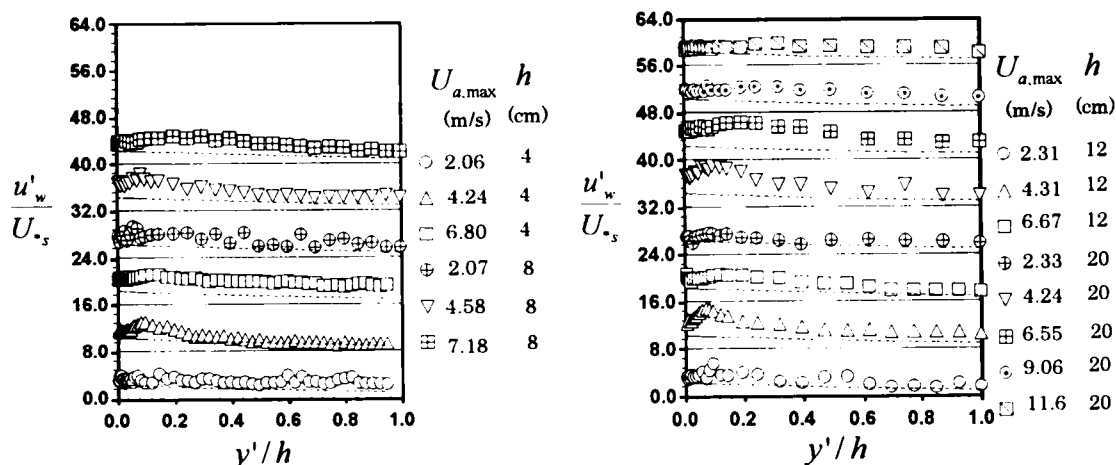 64.0
56.0
48.0
40.0
32.0
24.0
16.0
8.0
0.0
u'w
U*s
0.0 0.2 0.4 0.6 0.8 1.0
y'/h
Ua,max h
(m/s) (cm)
2.06 4
4.24 4
6.80 4
2.07 8
4.58 8
7.18 8
64.0
56.0
48.0
40.0
32.0
24.0
16.0
8.0
0.0
u'w
U*s
0.0 0.2 0.4 0.6 0.8 1.0
y'/h
Ua,max h
(m/s) (cm)
2.31 12
4.31 12
6.67 12
2.33 20
4.24 20
6.55 20
9.06 20
11.6 20